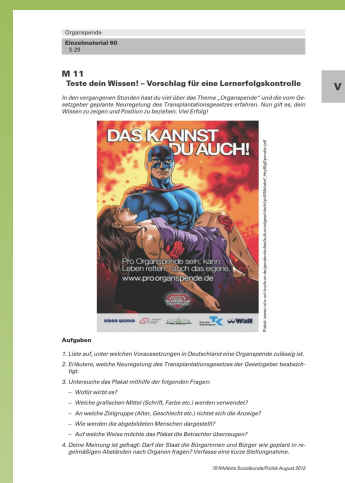 Organspende
Einzelmaterial 60
S 29
V
M 11
Teste dein Wissen! – Vorschlag für eine Lernerfolgskontrolle
In den vergangenen Stunden hast du viel über das Thema „Organspende“ und die vom Ge-
setzgeber geplante Neuregelung des Transplantationsgesetzes erfahren. Nun gilt es, dein
Wissen zu zeigen und Position zu beziehen. Viel Erfolg!
DAS KANNST
DU AUCH!
Pro Organspende sein, kann
Leben retten – auch das eigene.
www.proorganspende.de
VIDEO WORLD
TK
Wall
Aufgaben
1. Liste auf, unter welchen Voraussetzungen in Deutschland eine Organspende zulässig ist.
2. Erläutere, welche Neuregelung des Transplantationsgesetzes der Gesetzgeber beabsich-
tigt.
3. Untersuche das Plakat mithilfe der folgenden Fragen:
– Wofür wirbt es?
– Welche grafischen Mittel (Schrift, Farbe etc.) werden verwendet?
– An welche Zielgruppe (Alter, Geschlecht etc.) richtet sich die Anzeige?
– Wie werden die abgebildeten Menschen dargestellt?
– Auf welche Weise möchte das Plakat die Betrachter überzeugen?
4. Deine Meinung ist gefragt: Darf der Staat die Bürgerinnen und Bürger wie geplant in re-
gelmäßigen Abständen nach Organen fragen? Verfasse eine kurze Stellungnahme.
78 RAAbits Sozialkunde/Politik August 2012